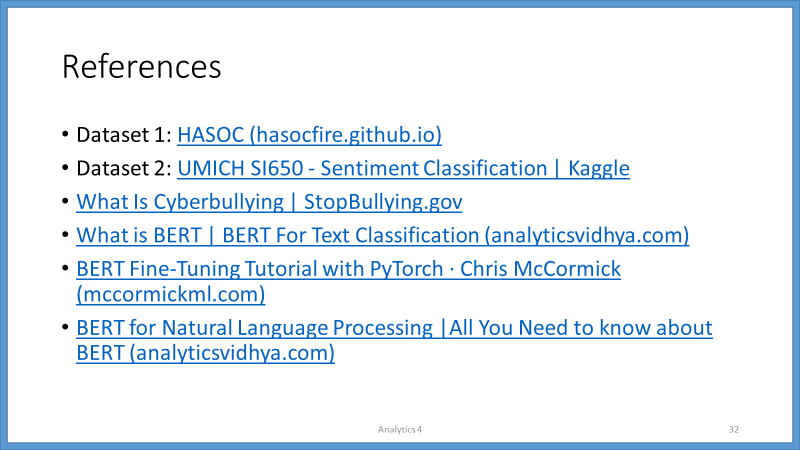 References
• Dataset 1: HASOC (hasocfire.github.io)
• Dataset 2: UMICH SI650 - Sentiment Classification | Kaggle
• What Is Cyberbullying | StopBullying.gov
• What is BERT | BERT For Text Classification (analyticsvidhya.com)
• BERT Fine-Tuning Tutorial with PyTorch · Chris McCormick
(mccormickml.com)
• BERT for Natural Language Processing |All You Need to know about
BERT (analyticsvidhya.com)
Analytics 4
32